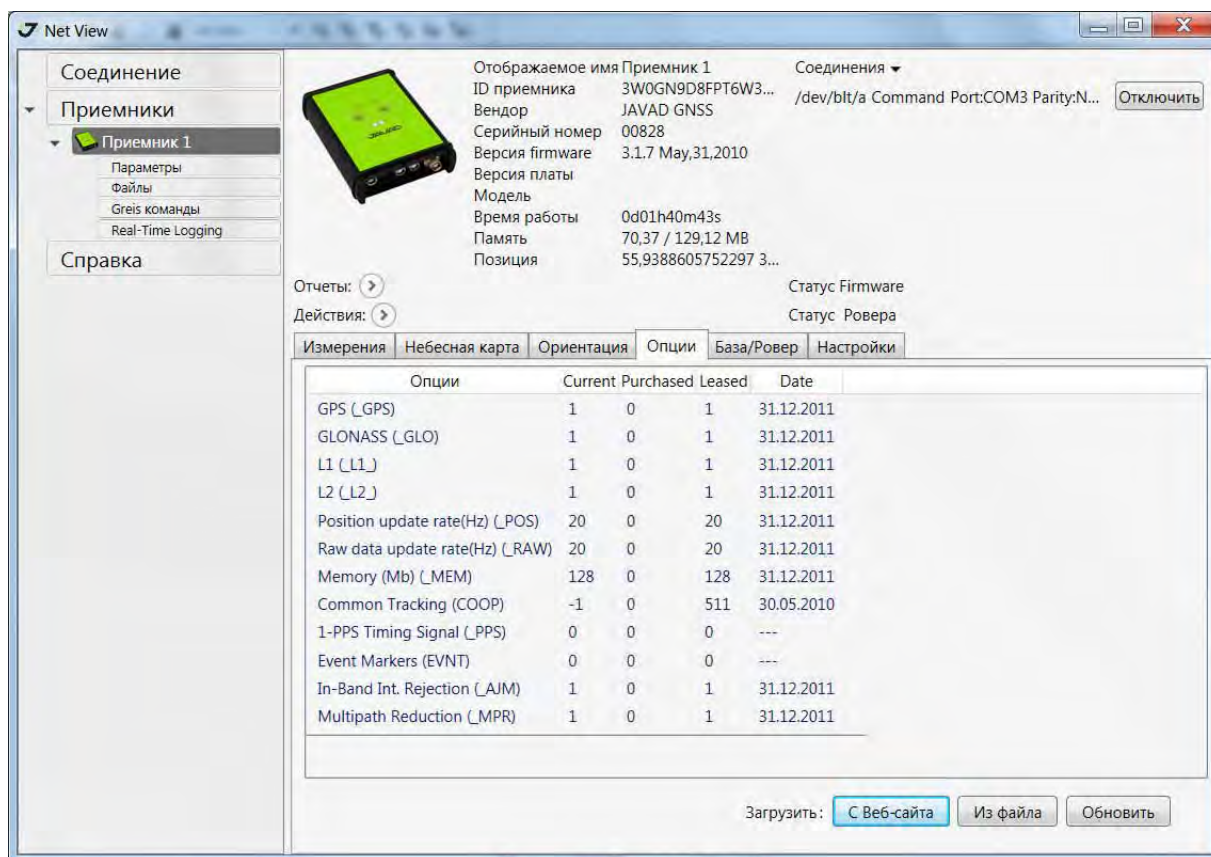 Net View
Соединение
Приемники
Приемник 1
Параметры
Файлы
Greis команды
Real-Time Logging
Справка
JAVAD
Отображаемое имя Приемник 1
ID приемника 3W0GN9D8FPT6W3...
Вендор JAVAD GNSS
Серийный номер 00828
Версия firmware 3.1.7 May,31,2010
Версия платы
Модель
Время работы 0d01h40m43s
Память 70,37 / 129,12 MB
Позиция 55,9388605752297 3...
Соединения
/dev/blt/a Command Port:COM3 Parity:N... Отключить
Отчеты: Статус Firmware
Действия: Статус Ровера
Измерения Небесная карта Ориентация Опции База/Ровер Настройки
Опции Current Purchased Leased Date
GPS (_GPS) 1 0 1 31.12.2011
GLONASS (_GLO) 1 0 1 31.12.2011
L1 (_L1_) 1 0 1 31.12.2011
L2 (_L2_) 1 0 1 31.12.2011
Position update rate(Hz) (_POS) 20 0 20 31.12.2011
Raw data update rate(Hz) (_RAW) 20 0 20 31.12.2011
Memory (Mb) (_MEM) 128 0 128 31.12.2011
Common Tracking (COOP) -1 0 511 30.05.2010
1-PPS Timing Signal (_PPS) 0 0 0 ---
Event Markers (EVNT) 0 0 0 ---
In-Band Int. Rejection (_AJM) 1 0 1 31.12.2011
Multipath Reduction (_MPR) 1 0 1 31.12.2011
Загрузить: С Веб-сайта Из файла Обновить